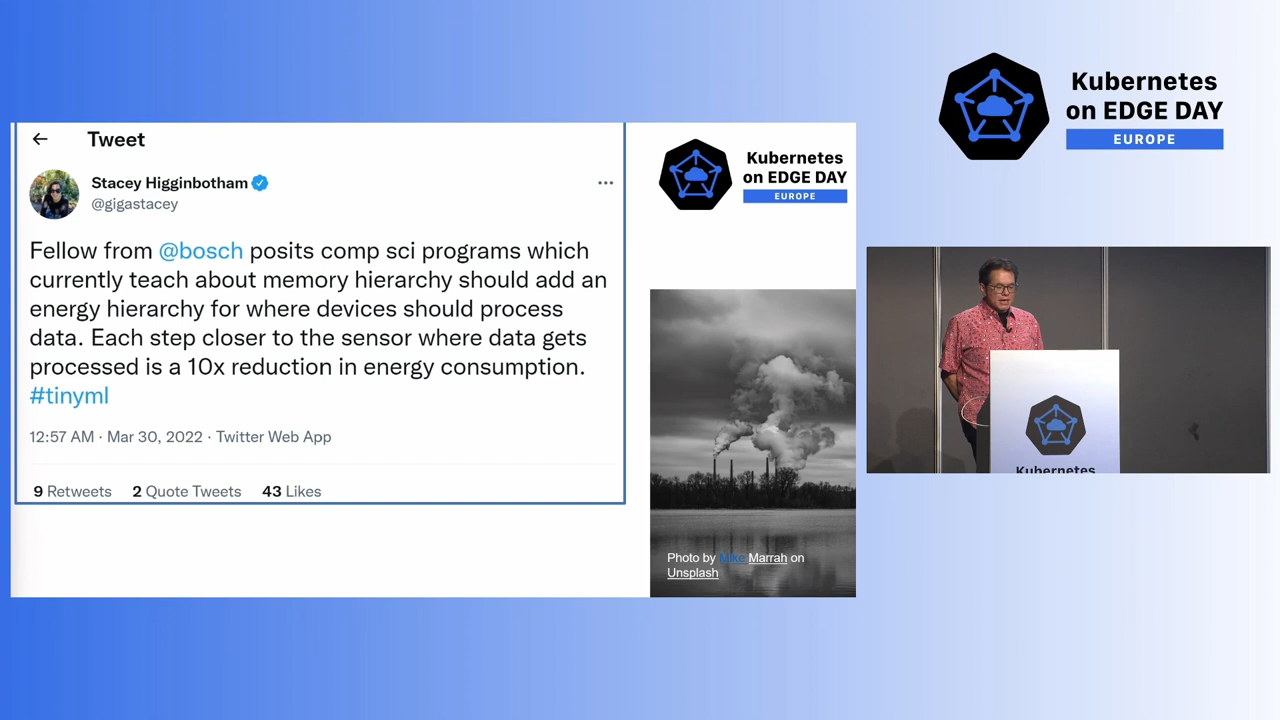 Tweet
Stacey Higginbotham
@gigastacey
Fellow from @bosch posits comp sci programs which
currently teach about memory hierarchy should add an
energy hierarchy for where devices should process
data. Each step closer to the sensor where data gets
processed is a 10x reduction in energy consumption.
#tinyml
12:57 AM · Mar 30, 2022 · Twitter Web App
9 Retweets 2 Quote Tweets 43 Likes
Kubernetes
on EDGE DAY
EUROPE
Photo by Mike Marrah on
Unsplash
Kubernetes
on EDGE DAY
EUROPE
Kubernetes